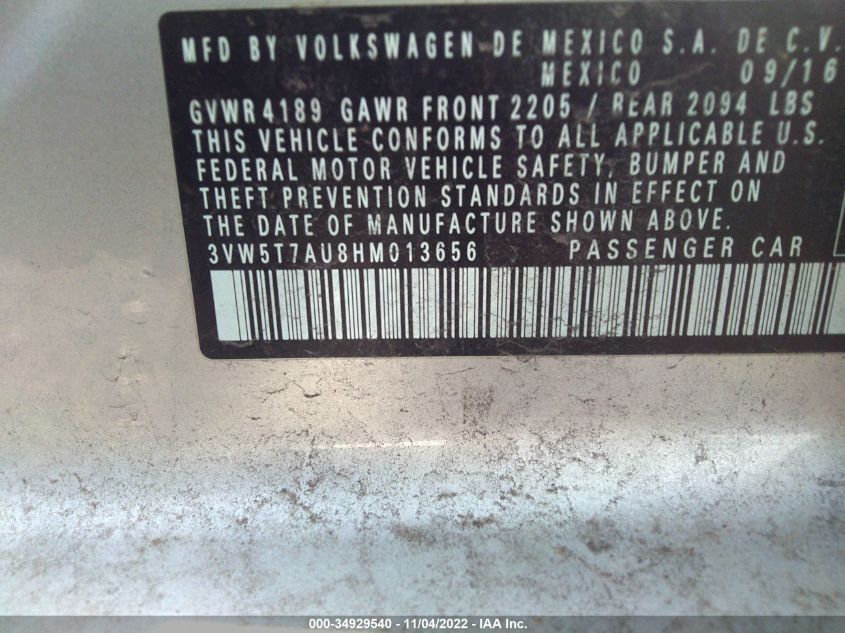 MFD BY VOLKSWAGEN DE MEXICO S.A. DE C.V.
MEXICO 09/16
GVWR 4189 GAWR FRONT 2205 / REAR 2094 LBS
THIS VEHICLE CONFORMS TO ALL APPLICABLE U.S.
FEDERAL MOTOR VEHICLE SAFETY, BUMPER AND
THEFT PREVENTION STANDARDS IN EFFECT ON
THE DATE OF MANUFACTURE SHOWN ABOVE.
3VW5T7AU8HM013656 PASSENGER CAR
000-34929540 - 11/04/2022 - IAA Inc.